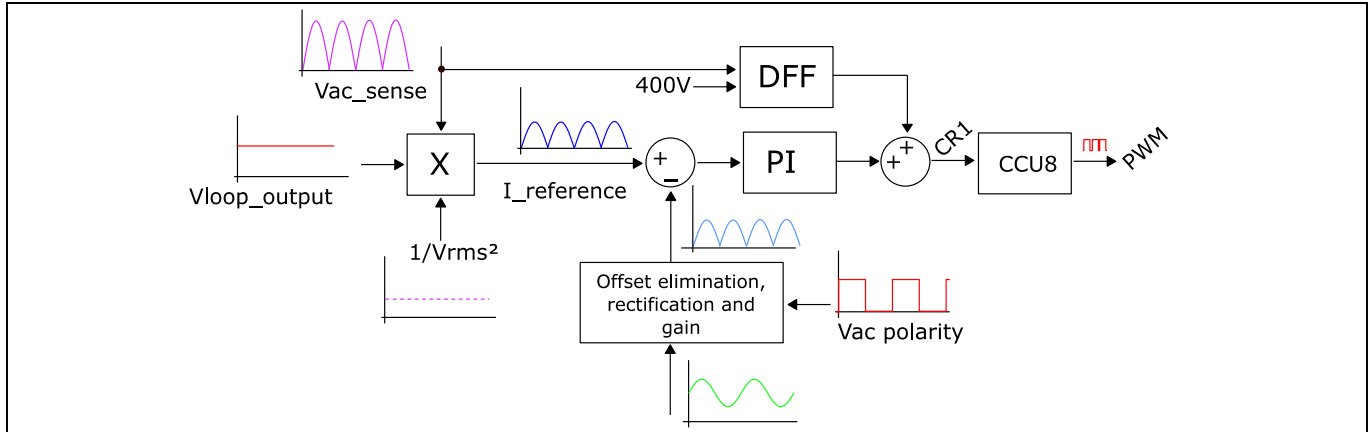 Vac_sense
400V
DFF
Vloop_output
X
I_reference
+
-
PI
+
+
CR1
CCU8
PWM
1/Vrms²
Offset elimination,
rectification and
gain
Vac polarity